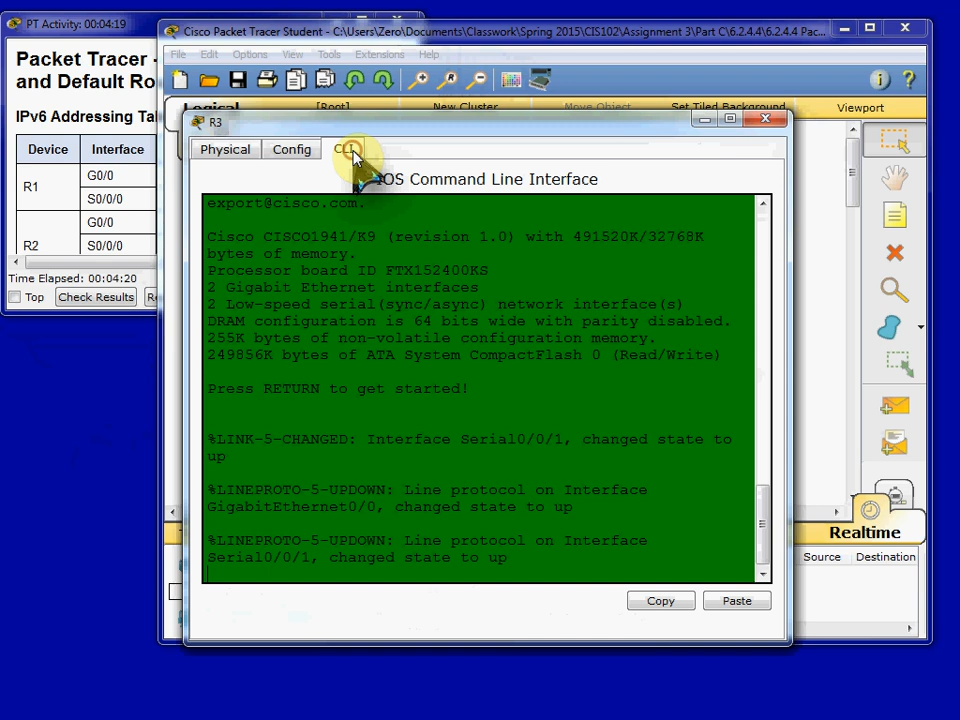 PT Activity: 00:04:19
Packet Tracer -
and Default Ro
IPv6 Addressing Tab
Device
Interface
R1
G0/0
S0/0/0
R2
G0/0
S0/0/0
Time Elapsed: 00:04:20
Top
Check Results
Cisco Packet Tracer Student - C:\Users\Zero\Documents\Classwork\Spring 2015\CIS102\Assignment 3\Part C\6.2.4.4\6.2.4.4 Pac...
File Edit Options View Tools Extensions Help
Logical
[Root]
New Cluster
Move Object
Set Tiled Background
Viewport
R3
Physical
Config
CLI
IOS Command Line Interface
export@cisco.com.
Cisco CISCO1941/K9 (revision 1.0) with 491520K/32768K
bytes of memory.
Processor board ID FTX152400KS
2 Gigabit Ethernet interfaces
2 Low-speed serial(sync/async) network interface(s)
DRAM configuration is 64 bits wide with parity disabled.
255K bytes of non-volatile configuration memory.
249856K bytes of ATA System CompactFlash 0 (Read/Write)
Press RETURN to get started!
%LINK-5-CHANGED: Interface Serial0/0/1, changed state to
up
%LINEPROTO-5-UPDOWN: Line protocol on Interface
GigabitEthernet0/0, changed state to up
%LINEPROTO-5-UPDOWN: Line protocol on Interface
Serial0/0/1, changed state to up
Copy
Paste
Realtime
Source
Destination